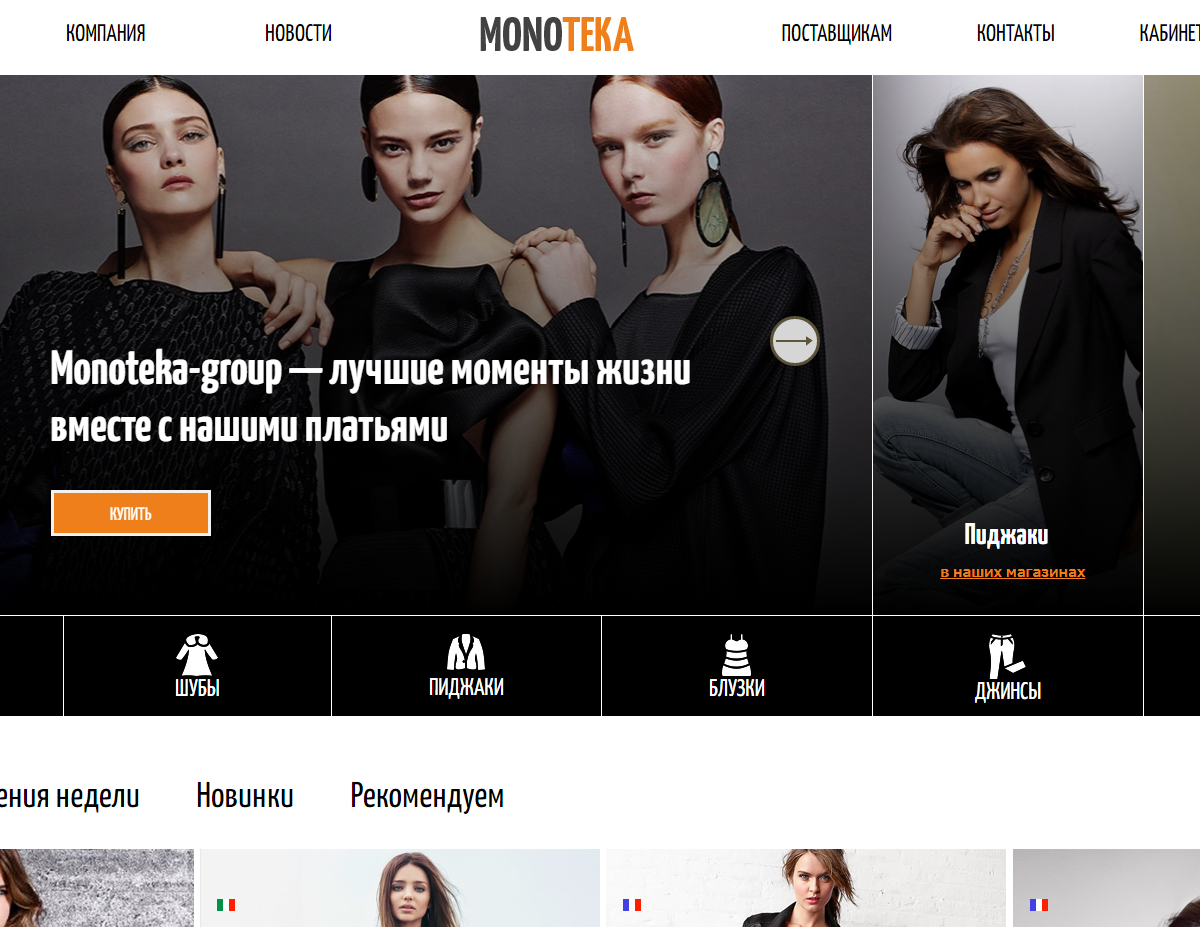 КОМПАНИЯ НОВОСТИ MONOTEKA ПОСТАВЩИКАМ КОНТАКТЫ КАБИНЕТ
Monoteka-group — лучшие моменты жизни
вместе с нашими платьями
КУПИТЬ
Пиджаки
в наших магазинах
ШУБЫ ПИДЖАКИ БЛУЗКИ ДЖИНСЫ
ения недели Новинки Рекомендуем